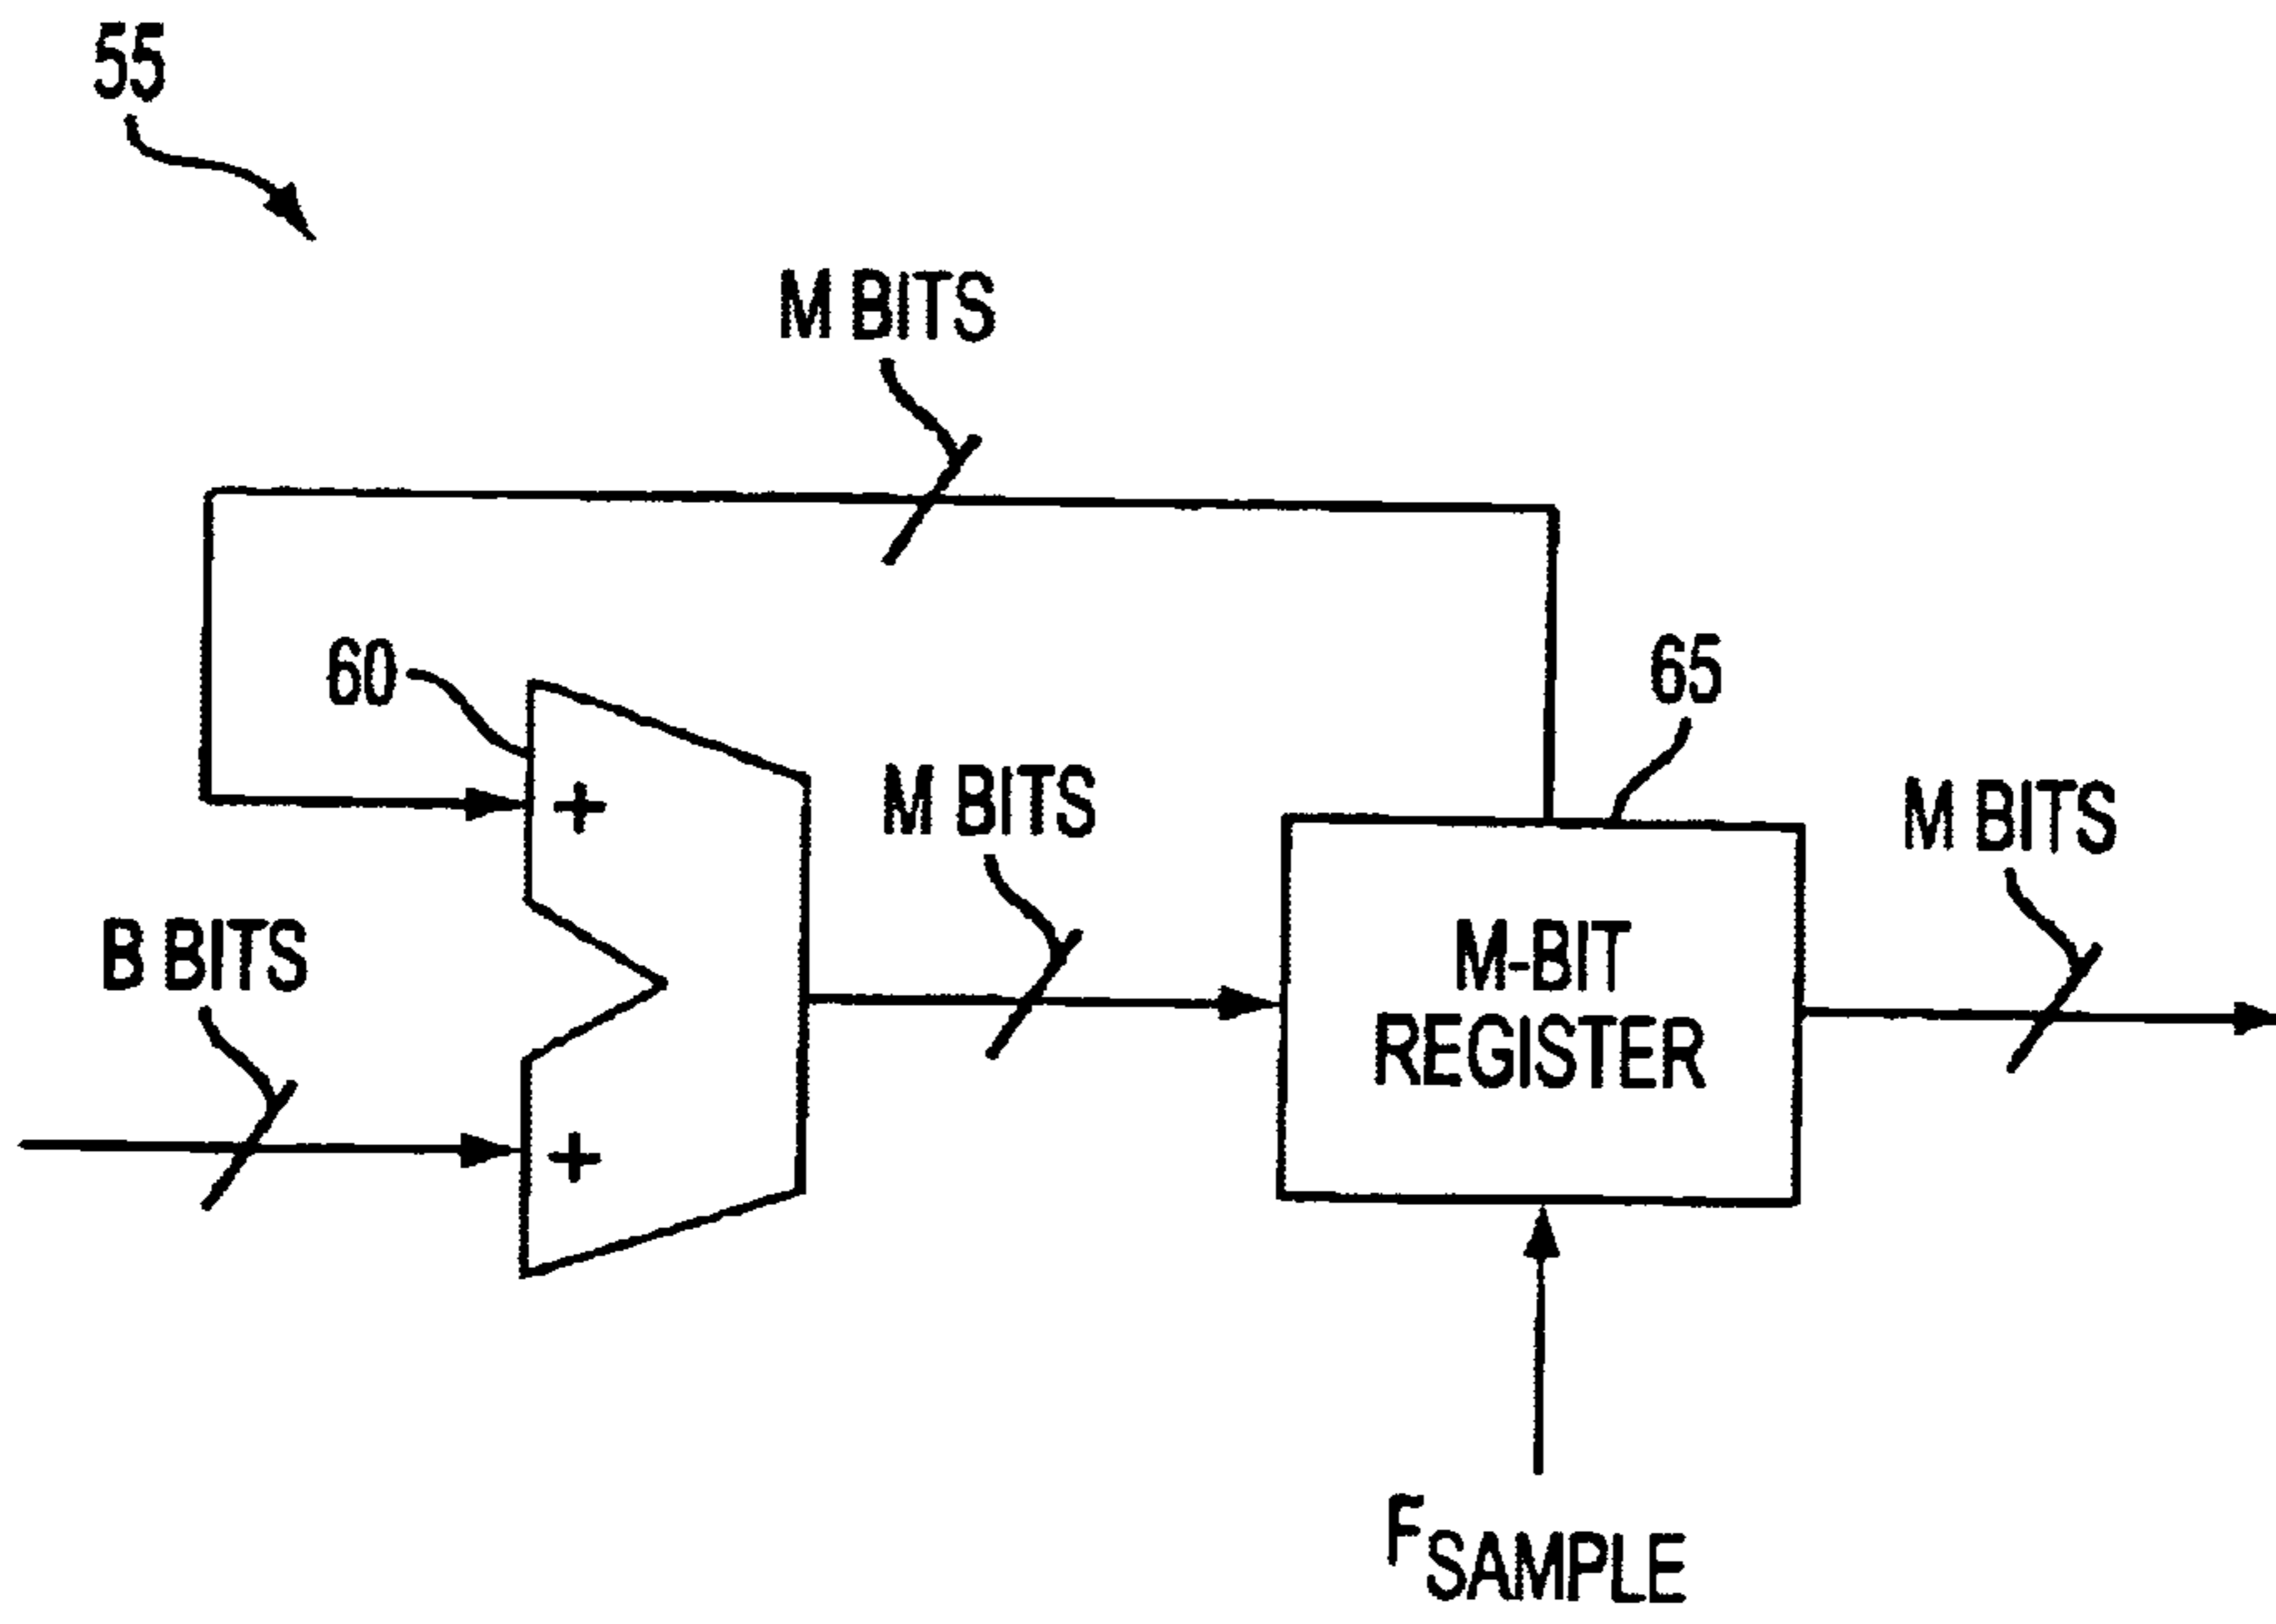 55
M BITS
60
65
M BITS
M BITS
B BITS
+
+
M-BIT
REGISTER
FSAMPLE